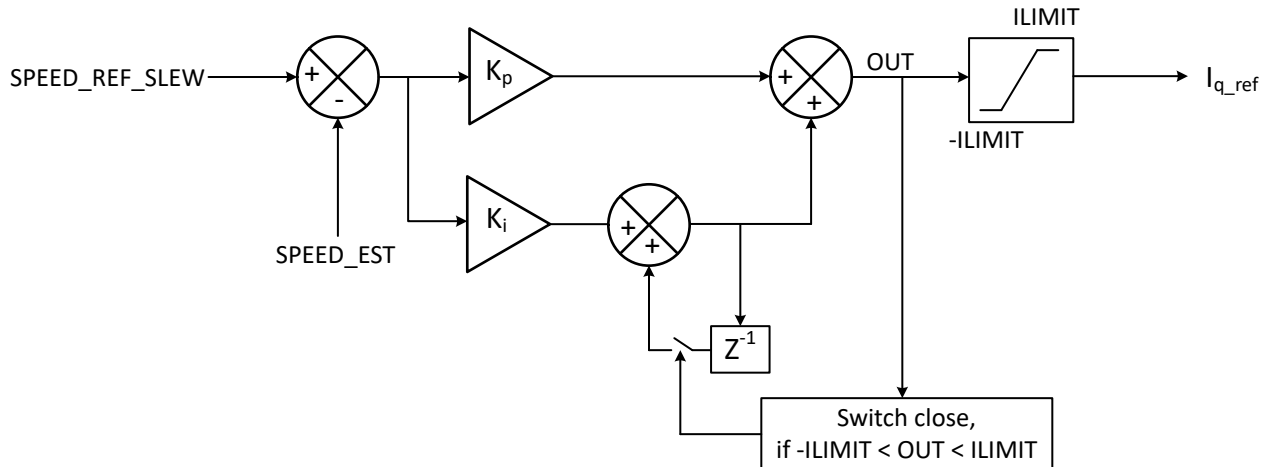 ILIMIT
SPEED_REF_SLEW
+
-
Kp
+
+
OUT
Iq_ref
-ILIMIT
SPEED_EST
Ki
+
+
Z-1
Switch close,
if -ILIMIT < OUT < ILIMIT